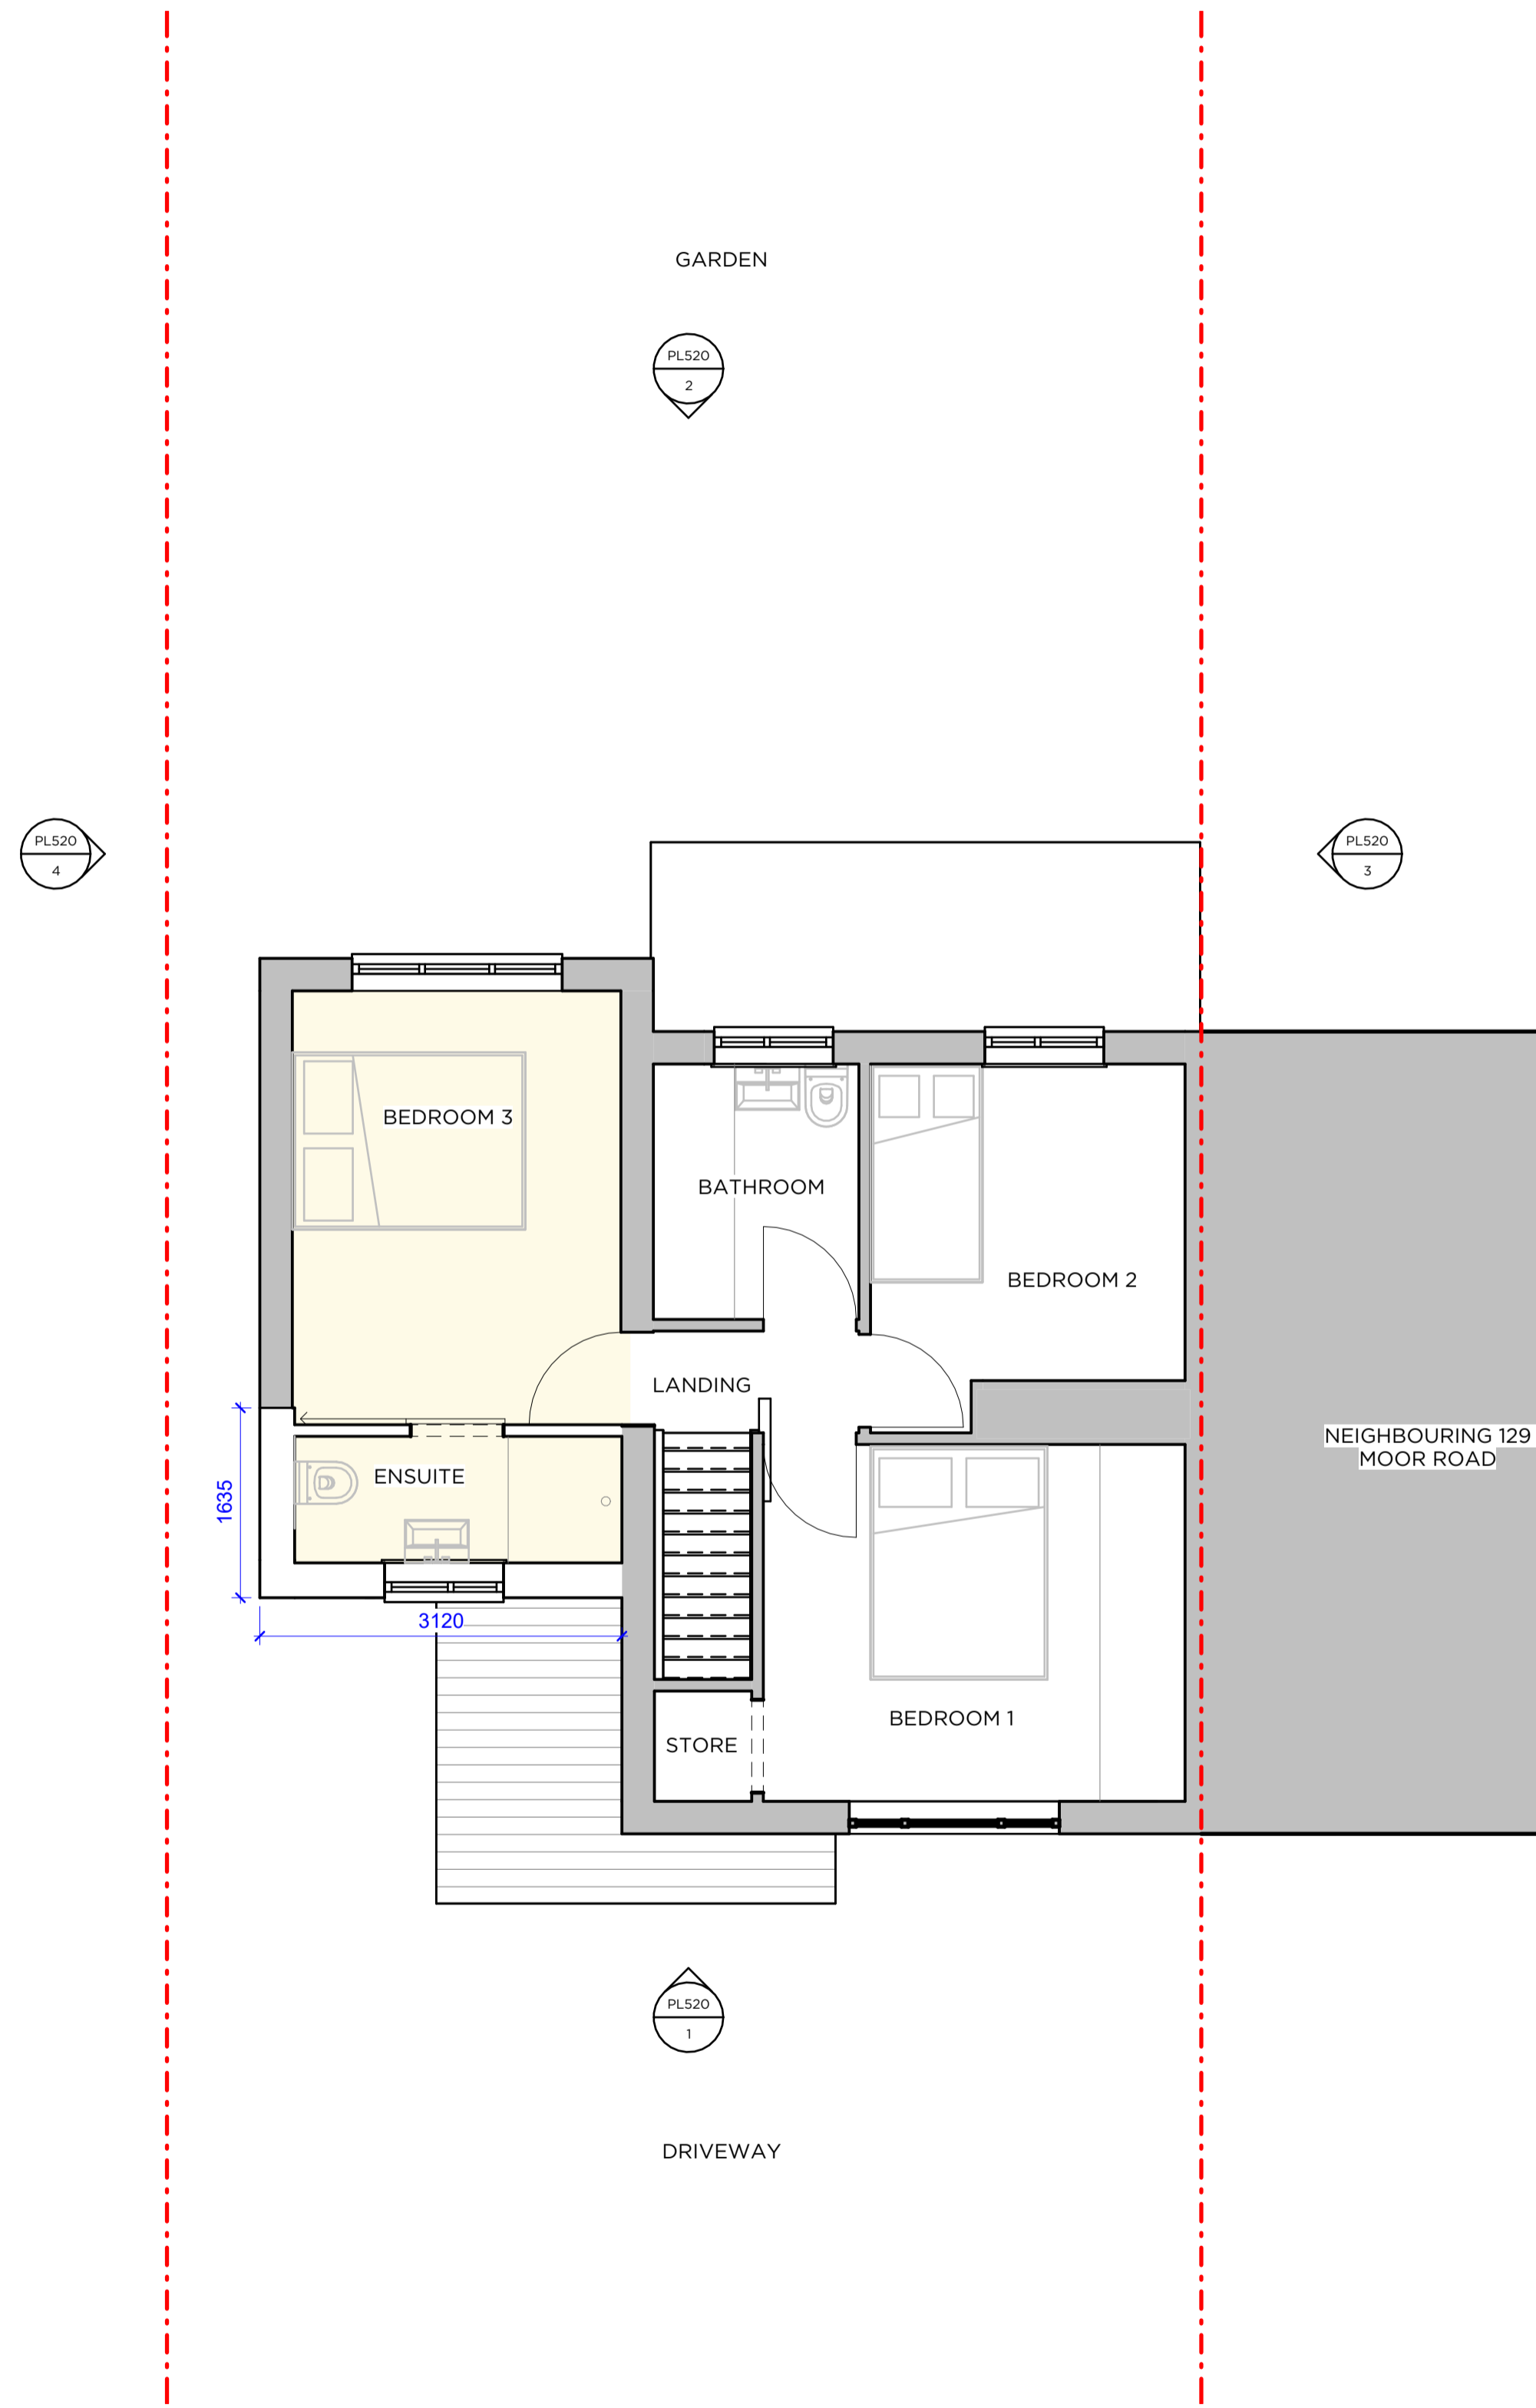 GARDEN
PL520
2
PL520
4
PL520
3
BEDROOM 3
BATHROOM
BEDROOM 2
LANDING
NEIGHBOURING 129
MOOR ROAD
ENSUITE
1635
3120
BEDROOM 1
STORE
PL520
1
DRIVEWAY